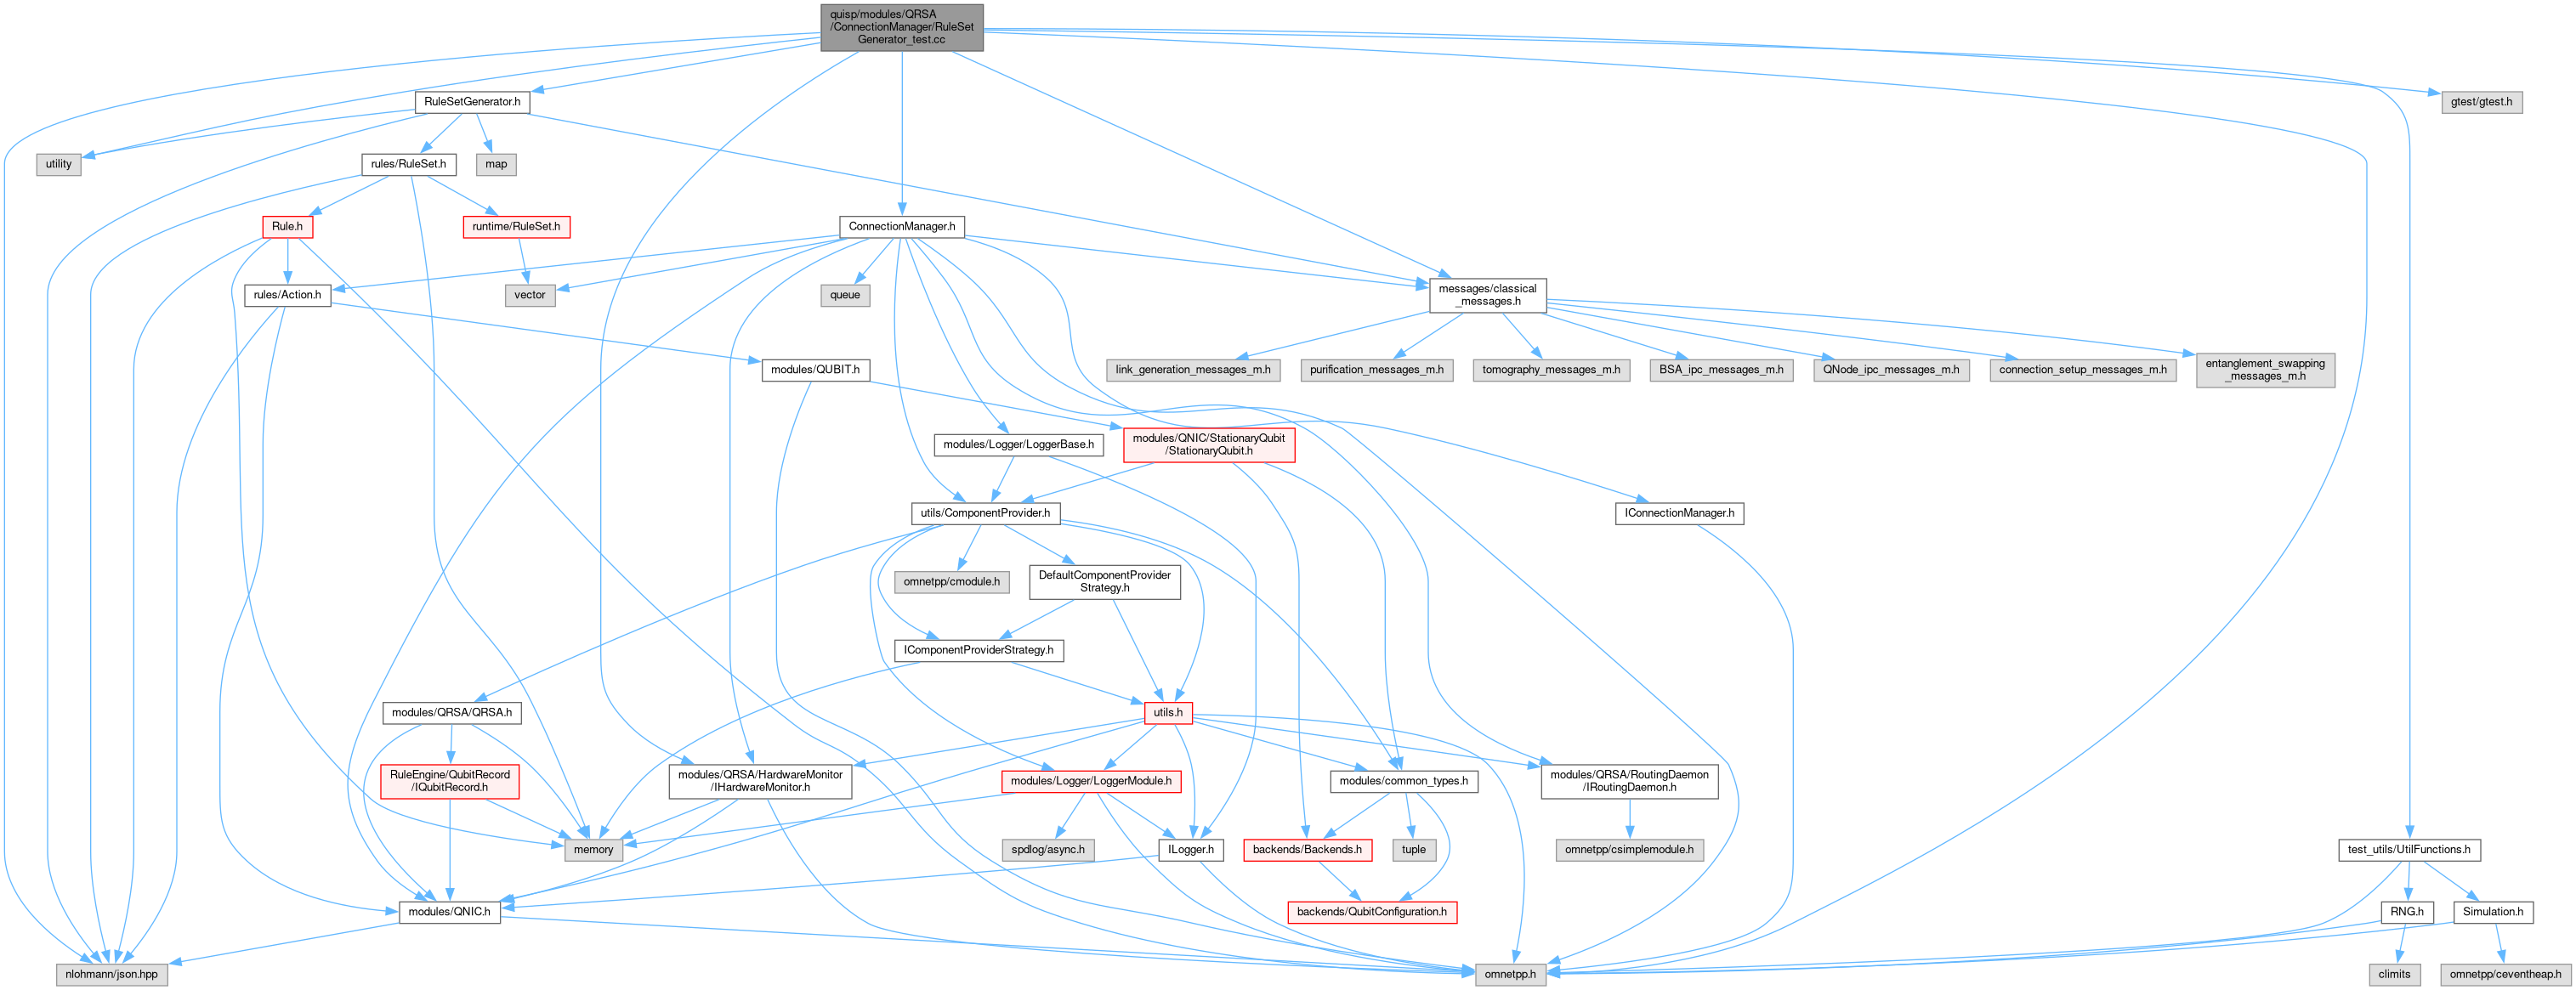 quisp/modules/QRSA
/ConnectionManager/RuleSet
Generator_test.cc
RuleSetGenerator.h
gtest/gtest.h
utility
rules/RuleSet.h
map
Rule.h
runtime/RuleSet.h
ConnectionManager.h
rules/Action.h
vector
queue
messages/classical
_messages.h
modules/QUBIT.h
link_generation_messages_m.h
purification_messages_m.h
tomography_messages_m.h
BSA_ipc_messages_m.h
QNode_ipc_messages_m.h
connection_setup_messages_m.h
entanglement_swapping
_messages_m.h
modules/Logger/LoggerBase.h
modules/QNIC/StationaryQubit
/StationaryQubit.h
utils/ComponentProvider.h
IConnectionManager.h
omnetpp/cmodule.h
DefaultComponentProvider
Strategy.h
IComponentProviderStrategy.h
modules/QRSA/QRSA.h
utils.h
RuleEngine/QubitRecord
/IQubitRecord.h
modules/QRSA/HardwareMonitor
/IHardwareMonitor.h
modules/Logger/LoggerModule.h
modules/common_types.h
modules/QRSA/RoutingDaemon
/IRoutingDaemon.h
memory
spdlog/async.h
ILogger.h
backends/Backends.h
tuple
omnetpp/csimplemodule.h
test_utils/UtilFunctions.h
modules/QNIC.h
backends/QubitConfiguration.h
RNG.h
Simulation.h
nlohmann/json.hpp
omnetpp.h
climits
omnetpp/ceventheap.h